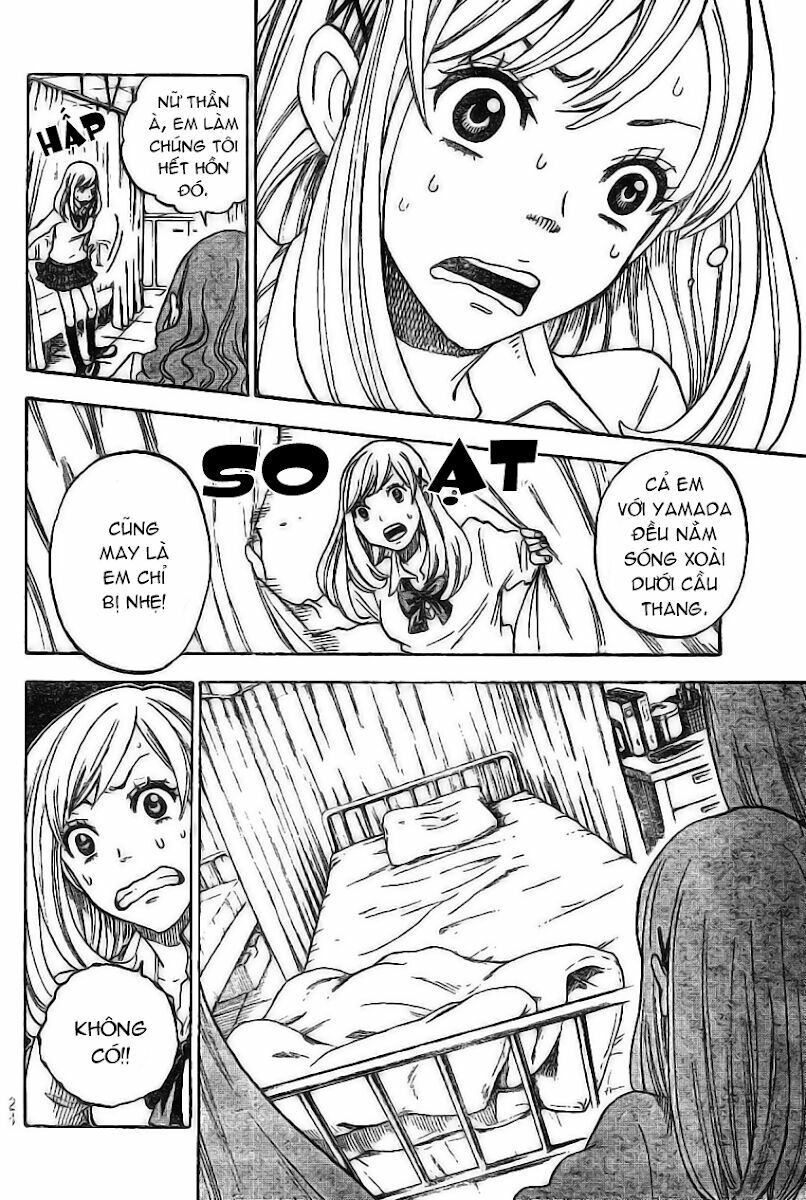 NỮ THẦN
À, EM LÀM
CHÚNG TÔI
HẾT HỒN
ĐÓ.
HẤP
SOẠT
CẢ EM
VỚI YAMADA
ĐỀU NẰM
SÓNG XOÀI
DƯỚI CẦU
THANG.
CŨNG
MAY LÀ
EM CHỈ
BỊ NHẸ!
KHÔNG
CÓ!!